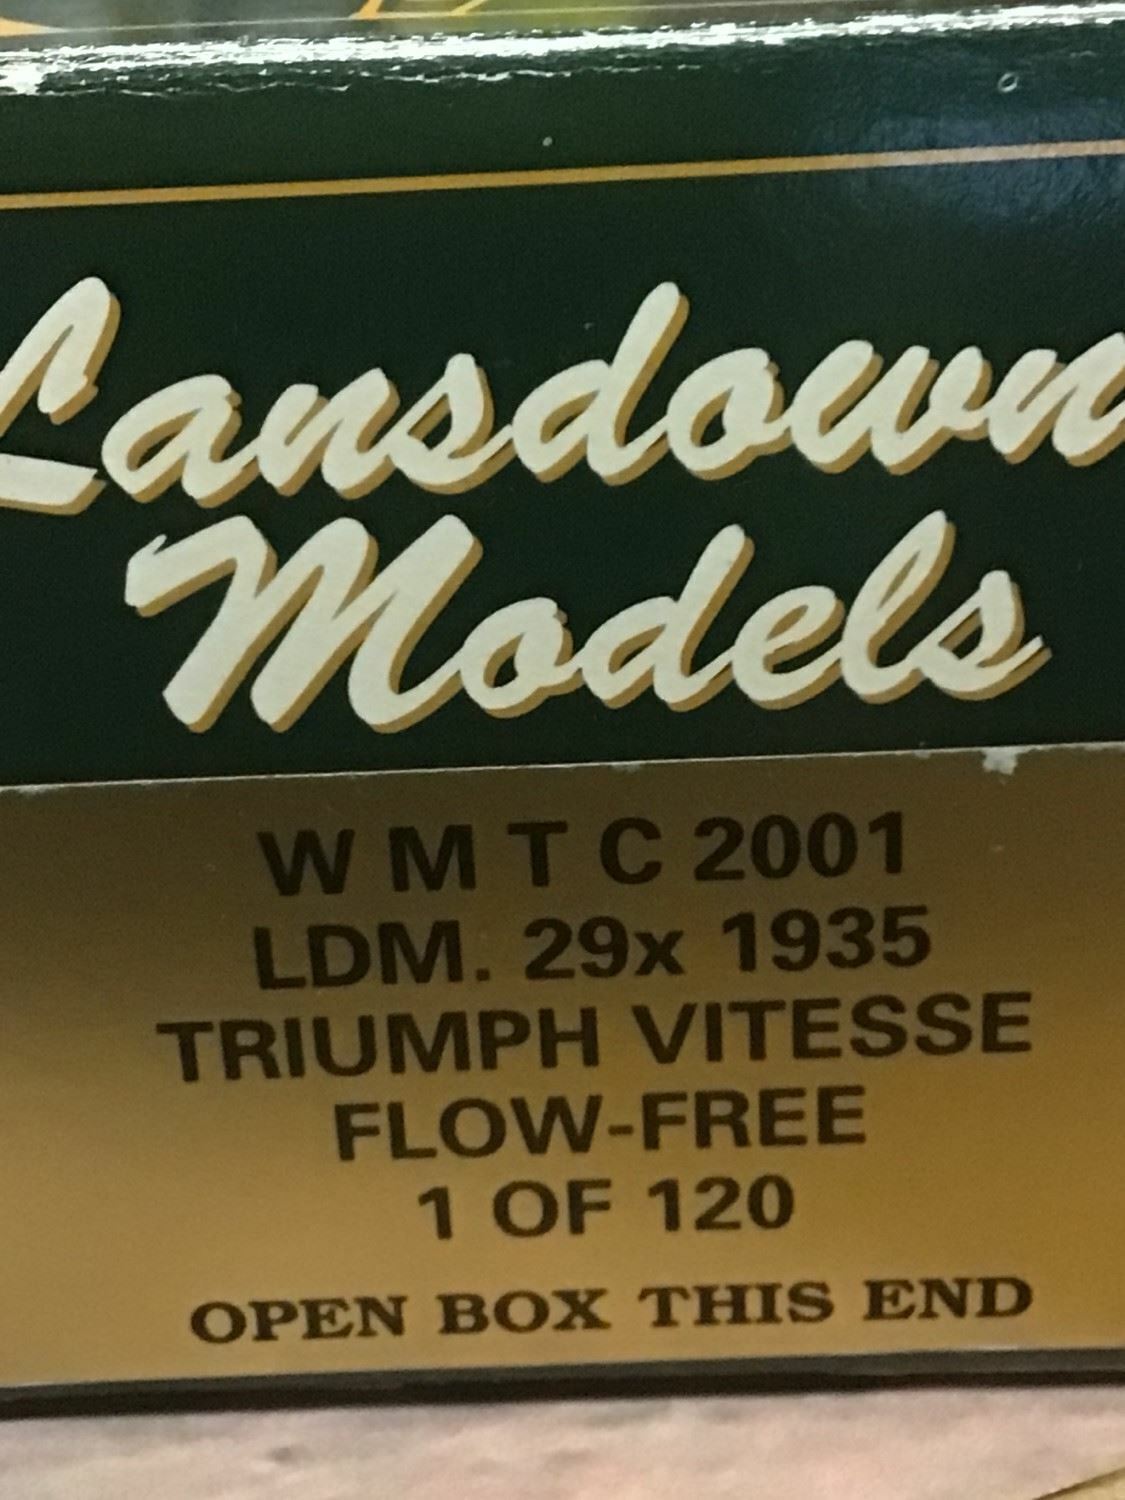 Lansdown
Models
W M T C 2001
LDM. 29x 1935
TRIUMPH VITESSE
FLOW-FREE
1 OF 120
OPEN BOX THIS END